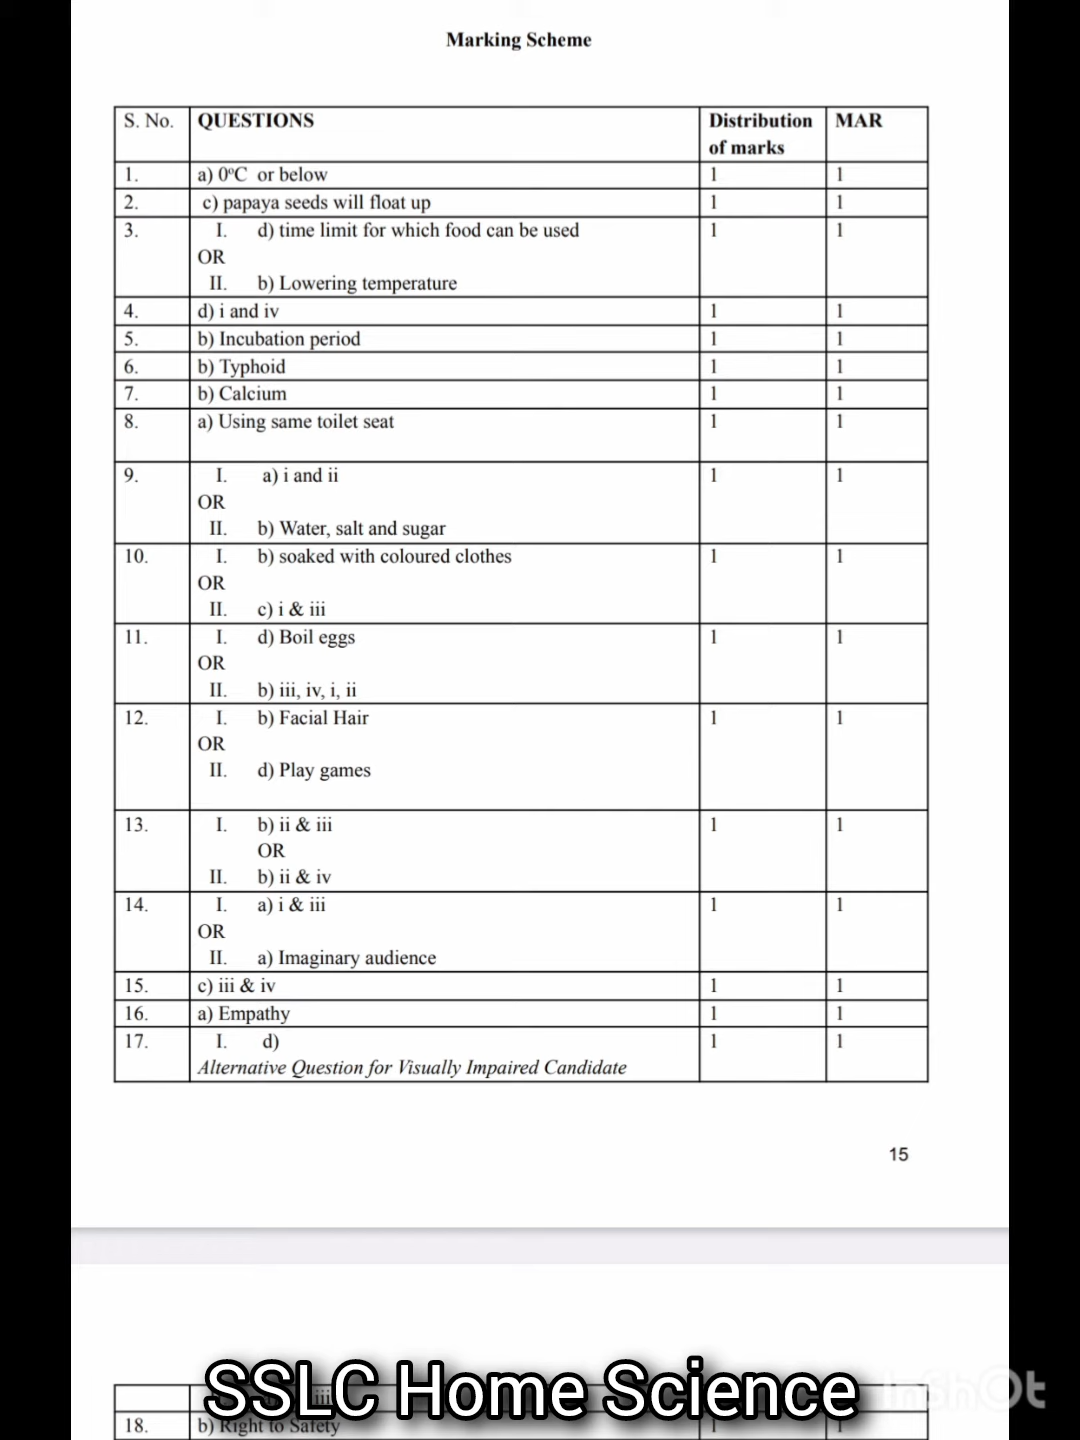 Marking Scheme
S. No. QUESTIONS Distribution of marks MAR
1. a) 0°C or below 1 1
2. c) papaya seeds will float up 1 1
3. I. d) time limit for which food can be used 1 1
OR
II. b) Lowering temperature
4. d) i and iv 1 1
5. b) Incubation period 1 1
6. b) Typhoid 1 1
7. b) Calcium 1 1
8. a) Using same toilet seat 1 1
9. I. a) i and ii 1 1
OR
II. b) Water, salt and sugar
10. I. b) soaked with coloured clothes 1 1
OR
II. c) i & iii
11. I. d) Boil eggs 1 1
OR
II. b) iii, iv, i, ii
12. I. b) Facial Hair 1 1
OR
II. d) Play games
13. I. b) ii & iii 1 1
OR
II. b) ii & iv
14. I. a) i & iii 1 1
OR
II. a) Imaginary audience
15. c) iii & iv 1 1
16. a) Empathy 1 1
17. I. d) 1 1
Alternative Question for Visually Impaired Candidate
15
SSLC Home Science
InShOt
18. b) Right to Safety 1 1